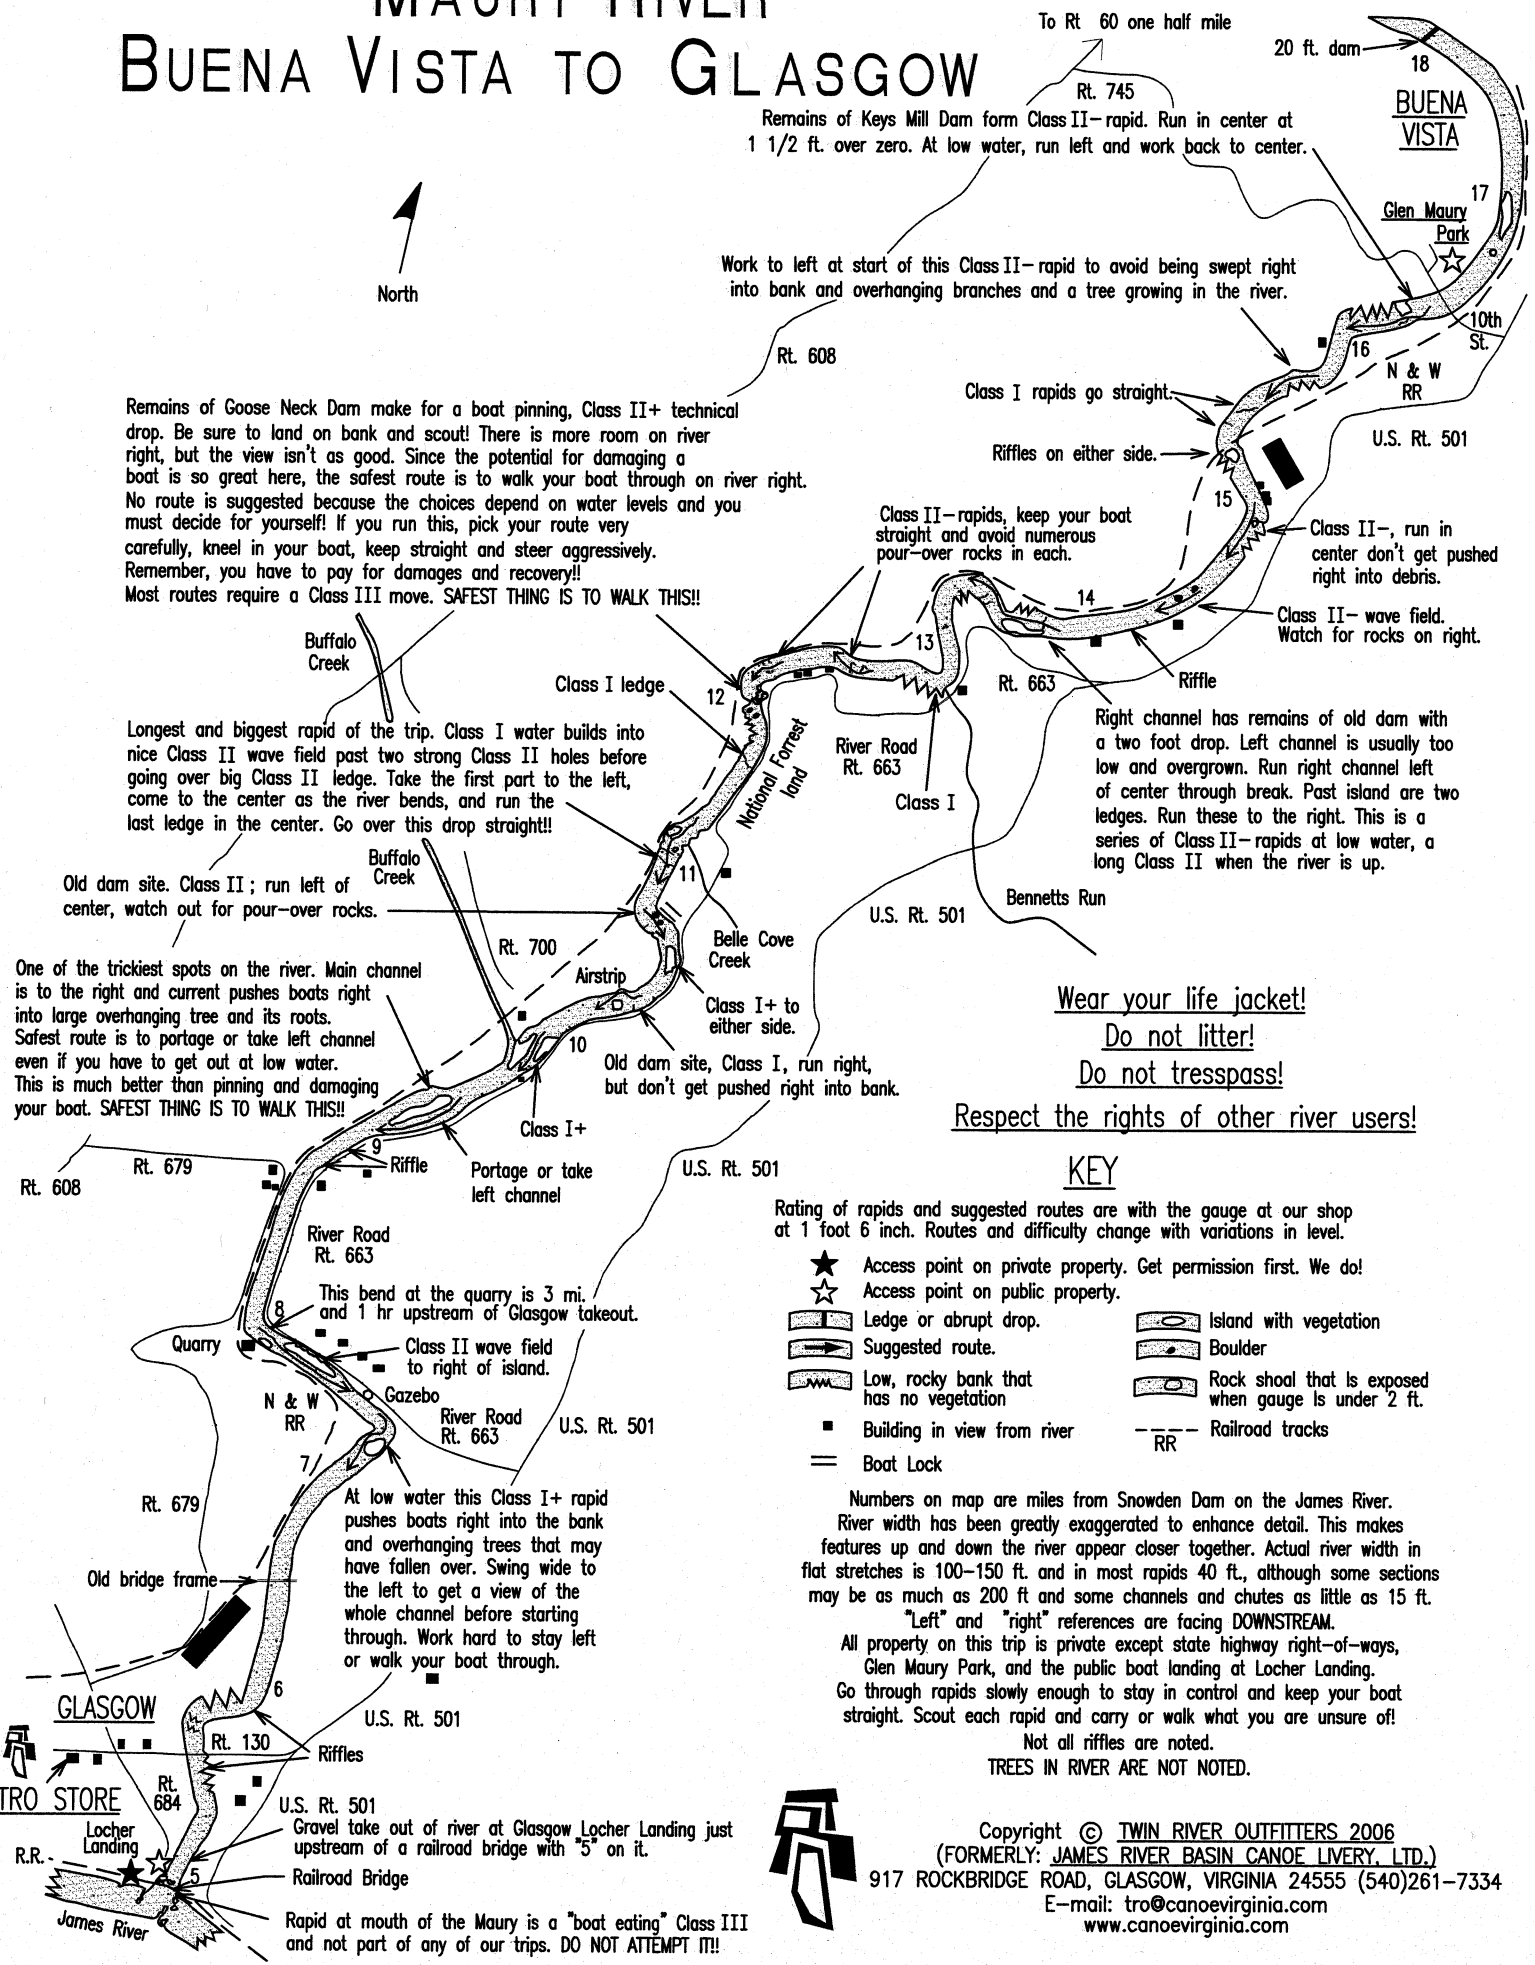 MAURY RIVER
BUENA VISTA TO GLASGOW
To Rt 60 one half mile
20 ft. dam
18
Rt. 745
BUENA
VISTA
Remains of Keys Mill Dam form Class II- rapid. Run in center at
1 1/2 ft. over zero. At low water, run left and work back to center.
17
Glen Maury
Park
North
Work to left at start of this Class II- rapid to avoid being swept right
into bank and overhanging branches and a tree growing in the river.
10th
St.
16
Rt. 608
N & W
RR
Class I rapids go straight.
U.S. Rt. 501
Riffles on either side.
15
Remains of Goose Neck Dam make for a boat pinning, Class II+ technical
drop. Be sure to land on bank and scout! There is more room on river
right, but the view isn't as good. Since the potential for damaging a
boat is so great here, the safest route is to walk your boat through on river right.
No route is suggested because the choices depend on water levels and you
must decide for yourself! If you run this, pick your route very
carefully, kneel in your boat, keep straight and steer aggressively.
Remember, you have to pay for damages and recovery!!
Most routes require a Class III move. SAFEST THING IS TO WALK THIS!!
Class II- rapids, keep your boat
straight and avoid numerous
pour-over rocks in each.
Class II-, run in
center don't get pushed
right into debris.
14
Class II- wave field.
Watch for rocks on right.
Buffalo
Creek
13
Class I ledge
12
Rt. 663
Riffle
National Forrest
land
River Road
Rt. 663
Class I
Right channel has remains of old dam with
a two foot drop. Left channel is usually too
low and overgrown. Run right channel left
of center through break. Past island are two
ledges. Run these to the right. This is a
series of Class II- rapids at low water, a
long Class II when the river is up.
Longest and biggest rapid of the trip. Class I water builds into
nice Class II wave field past two strong Class II holes before
going over big Class II ledge. Take the first part to the left,
come to the center as the river bends, and run the
last ledge in the center. Go over this drop straight!!
Buffalo
Creek
11
Old dam site. Class II ; run left of
center, watch out for pour-over rocks.
Bennetts Run
U.S. Rt. 501
Rt. 700
Belle Cove
Creek
Airstrip
One of the trickiest spots on the river. Main channel
is to the right and current pushes boats right
into large overhanging tree and its roots.
Safest route is to portage or take left channel
even if you have to get out at low water.
This is much better than pinning and damaging
your boat. SAFEST THING IS TO WALK THIS!!
Class I+ to
either side.
10
Old dam site, Class I, run right,
but don't get pushed right into bank.
Wear your life jacket!
Do not litter!
Do not tresspass!
Respect the rights of other river users!
Class I+
9
Riffle
Portage or take
left channel
Rt. 679
Rt. 608
U.S. Rt. 501
KEY
Rating of rapids and suggested routes are with the gauge at our shop
at 1 foot 6 inch. Routes and difficulty change with variations in level.
Access point on private property. Get permission first. We do!
Access point on public property.
Ledge or abrupt drop.
Island with vegetation
Suggested route.
Boulder
Low, rocky bank that
has no vegetation
Rock shoal that is exposed
when gauge is under 2 ft.
Building in view from river
RR
Railroad tracks
Boat Lock
River Road
Rt. 663
This bend at the quarry is 3 mi.
and 1 hr upstream of Glasgow takeout.
8
Quarry
Class II wave field
to right of island.
Gazebo
N & W
RR
River Road
Rt. 663
U.S. Rt. 501
7
Rt. 679
At low water this Class I+ rapid
pushes boats right into the bank
and overhanging trees that may
have fallen over. Swing wide to
the left to get a view of the
whole channel before starting
through. Work hard to stay left
or walk your boat through.
Old bridge frame
Numbers on map are miles from Snowden Dam on the James River.
River width has been greatly exaggerated to enhance detail. This makes
features up and down the river appear closer together. Actual river width in
flat stretches is 100-150 ft. and in most rapids 40 ft., although some sections
may be as much as 200 ft and some channels and chutes as little as 15 ft.
"Left" and "right" references are facing DOWNSTREAM.
All property on this trip is private except state highway right-of-ways,
Glen Maury Park, and the public boat landing at Locher Landing.
Go through rapids slowly enough to stay in control and keep your boat
straight. Scout each rapid and carry or walk what you are unsure of!
Not all riffles are noted.
TREES IN RIVER ARE NOT NOTED.
6
GLASGOW
U.S. Rt. 501
Rt. 130
Riffles
TRO STORE
Rt.
684
U.S. Rt. 501
Locher
Landing
Gravel take out of river at Glasgow Locher Landing just
upstream of a railroad bridge with "5" on it.
R.R.
5
Railroad Bridge
James River
Rapid at mouth of the Maury is a "boat eating" Class III
and not part of any of our trips. DO NOT ATTEMPT IT!!
Copyright © TWIN RIVER OUTFITTERS 2006
(FORMERLY: JAMES RIVER BASIN CANOE LIVERY, LTD.)
917 ROCKBRIDGE ROAD, GLASGOW, VIRGINIA 24555 (540)261-7334
E-mail: tro@canoevirginia.com
www.canoevirginia.com